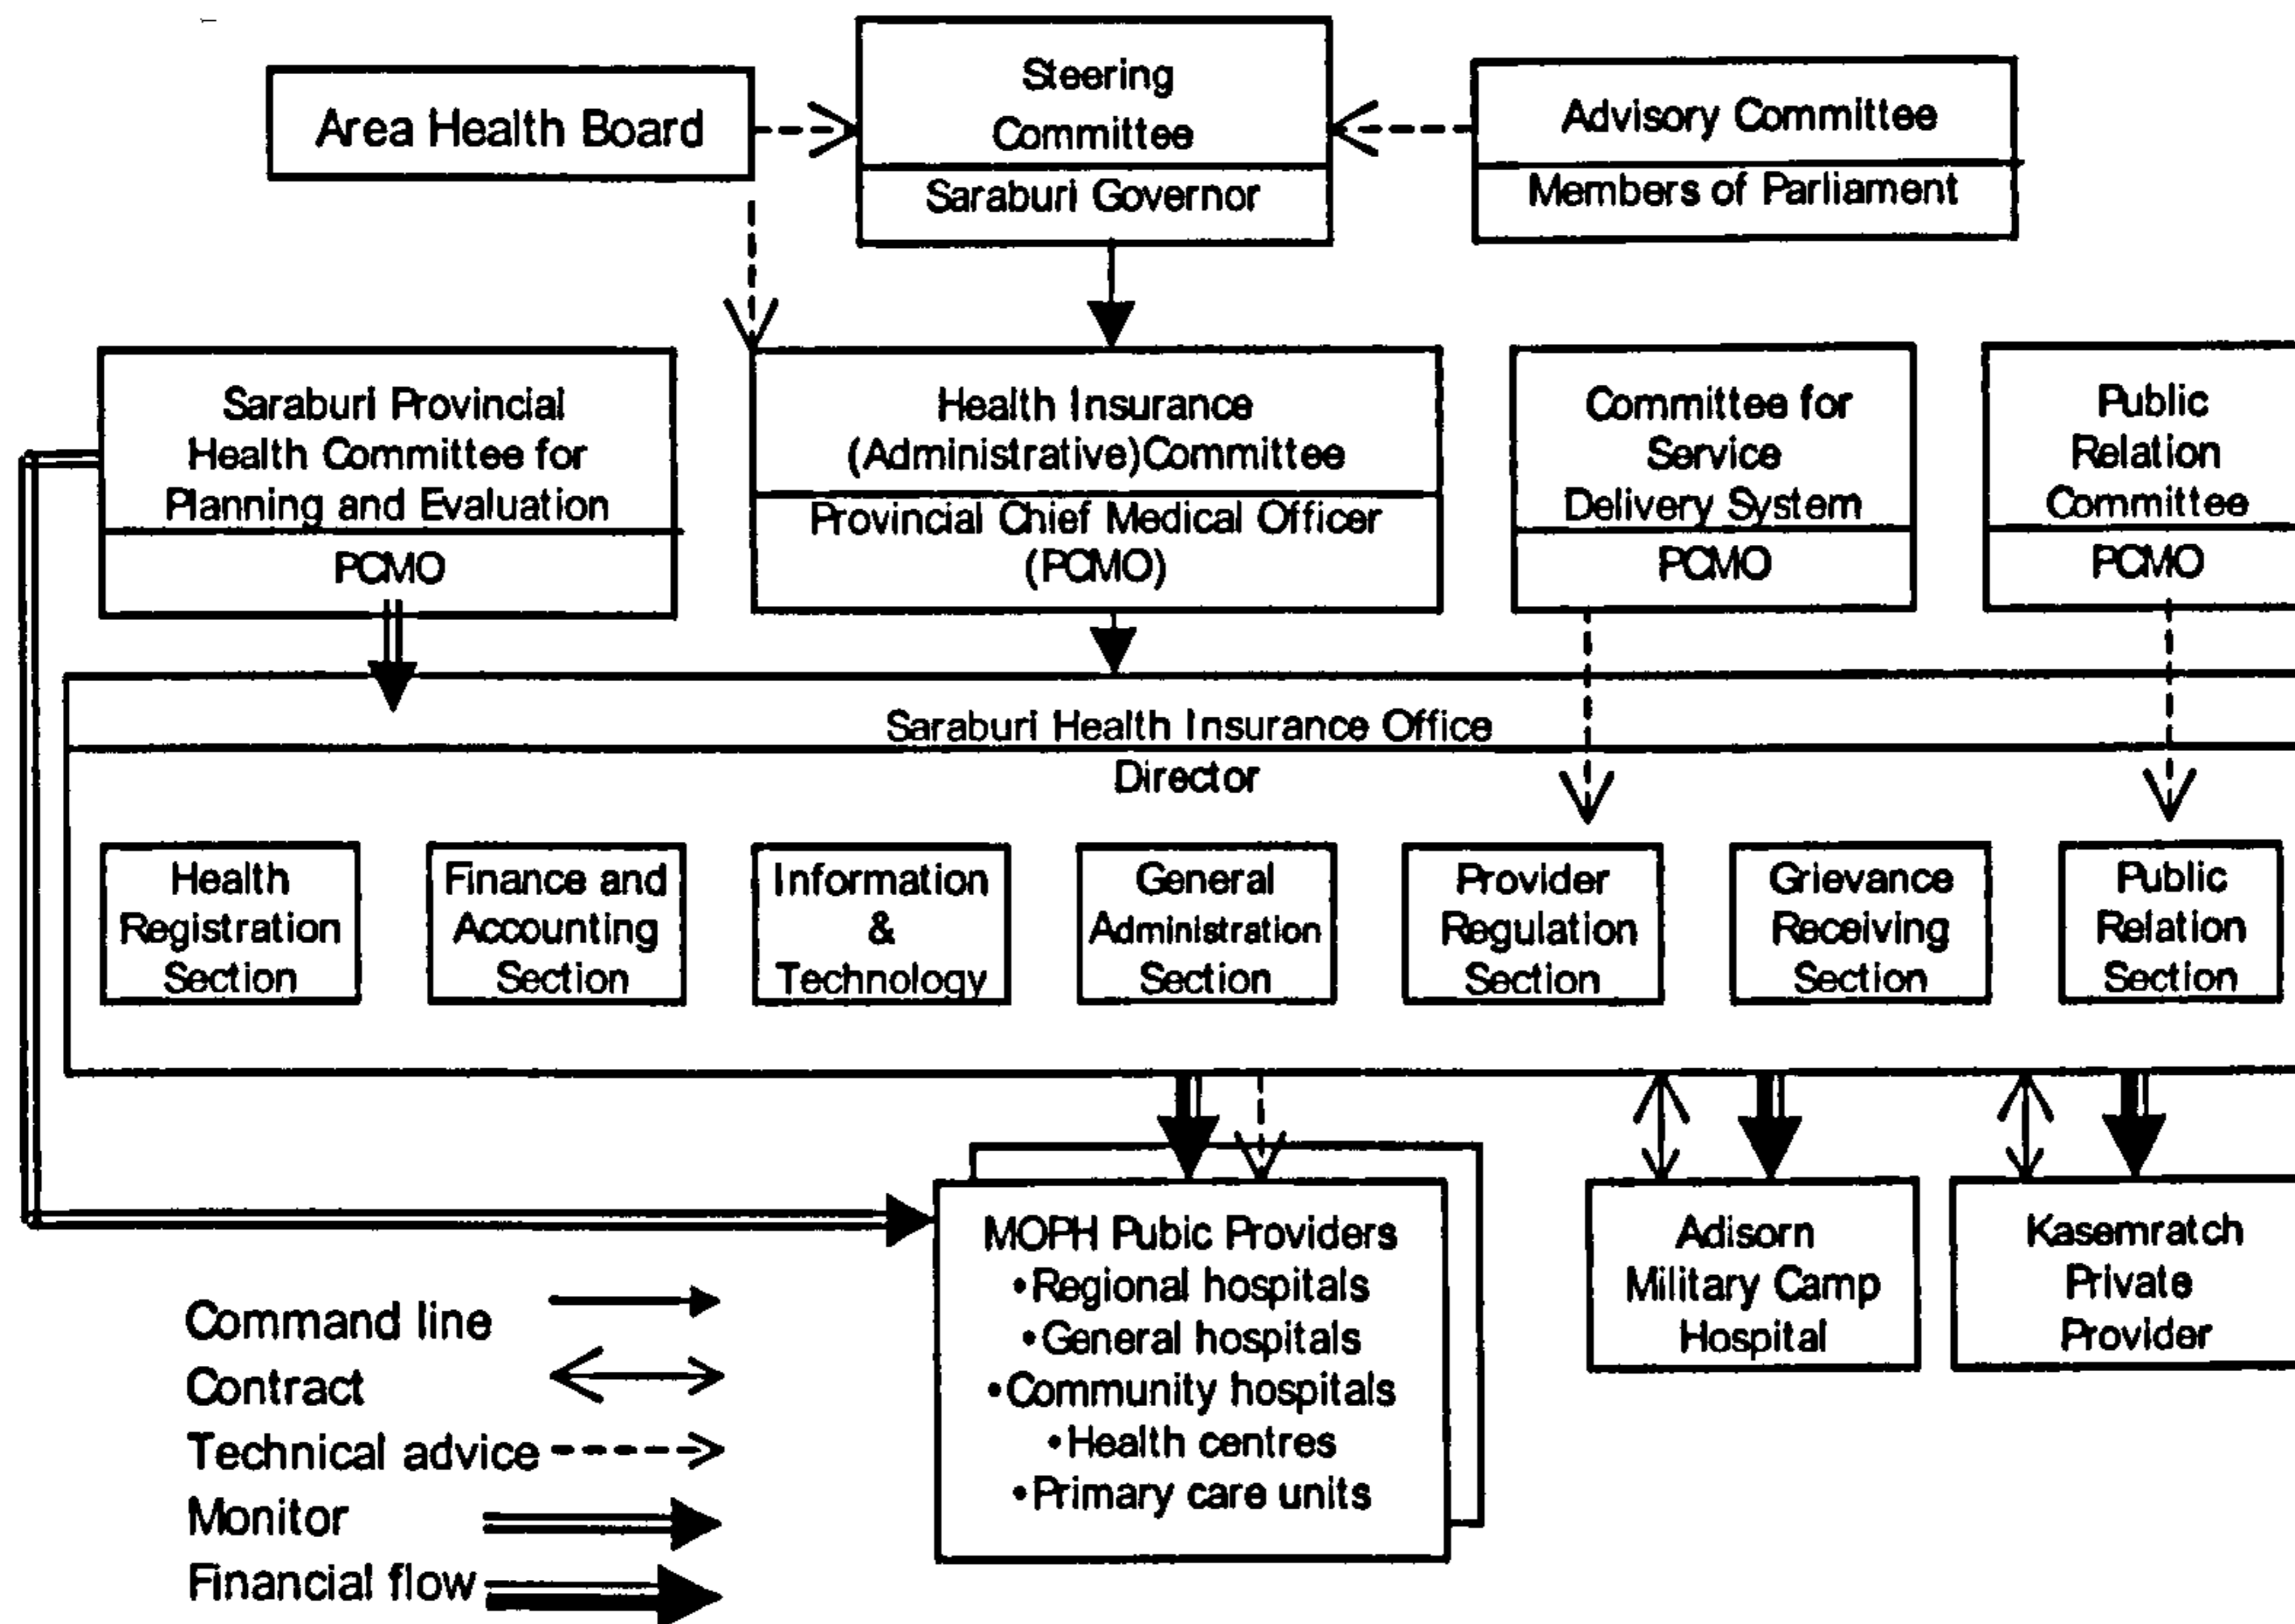 Steering
Committee
Saraburi Governor
Area Health Board
Advisory Committee
Members of Parliament
Saraburi Provincial
Health Committee for
Planning and Evaluation
PCMO
Health Insurance
(Administrative)Committee
Provincial Chief Medical Officer
(PCMO)
Committee for
Service
Delivery System
PCMO
Public
Relation
Committee
PCMO
Saraburi Health Insurance Office
Director
Health
Registration
Section
Finance and
Accounting
Section
Information
&
Technology
General
Administration
Section
Provider
Regulation
Section
Grievance
Receiving
Section
Public
Relation
Section
MOPH Pubic Providers
•Regional hospitals
•General hospitals
•Community hospitals
•Health centres
•Primary care units
Adisorn
Military Camp
Hospital
Kasemratch
Private
Provider
Command line
Contract
Technical advice
Monitor
Financial flow